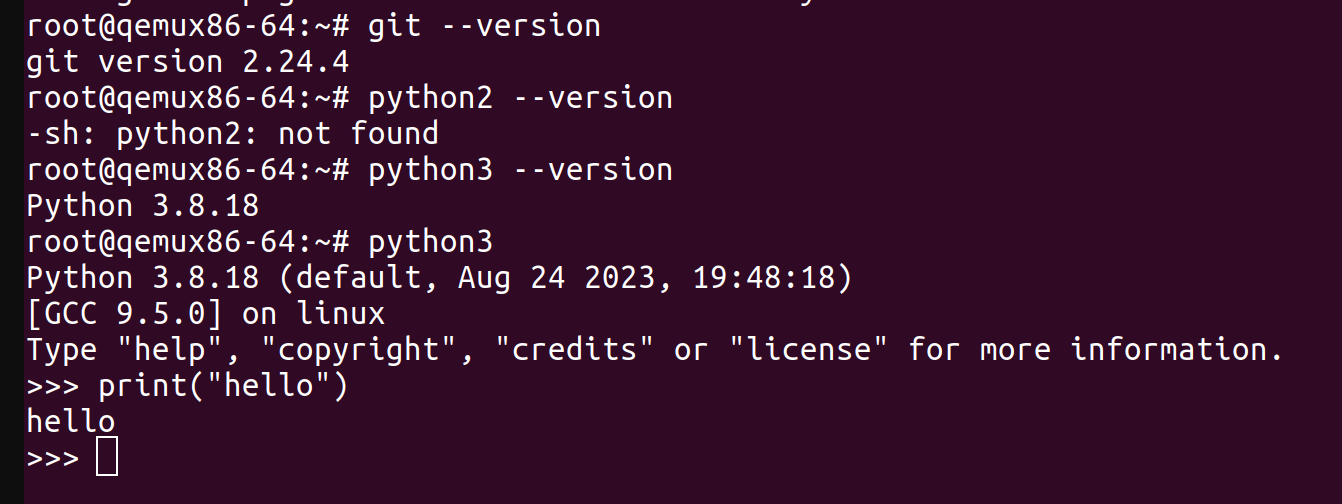 root@qemux86-64:~# git --version
git version 2.24.4
root@qemux86-64:~# python2 --version
-sh: python2: not found
root@qemux86-64:~# python3 --version
Python 3.8.18
root@qemux86-64:~# python3
Python 3.8.18 (default, Aug 24 2023, 19:48:18)
[GCC 9.5.0] on linux
Type "help", "copyright", "credits" or "license" for more information.
>>> print("hello")
hello
>>>